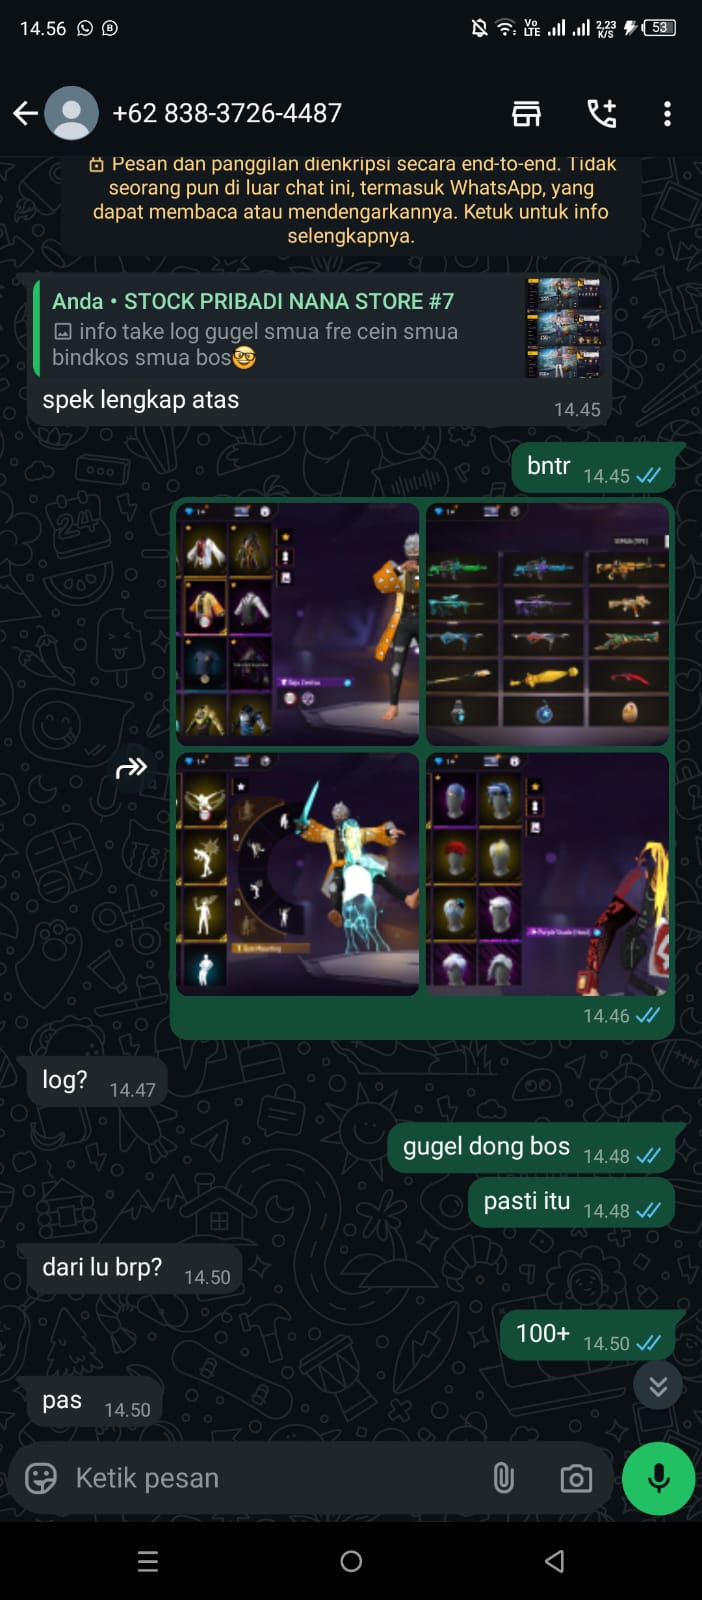 14.56
Vo
LTE
2,23
K/S
53
+62 838-3726-4487
Pesan dan panggilan dienkripsi secara end-to-end. Tidak
seorang pun di luar chat ini, termasuk WhatsApp, yang
dapat membaca atau mendengarkannya. Ketuk untuk info
selengkapnya.
Anda • STOCK PRIBADI NANA STORE #7
info take log gugel smua fre cein smua
bindkos smua bos🤓
spek lengkap atas
14.45
bntr 14.45
14.46
log? 14.47
gugel dong bos 14.48
pasti itu 14.48
dari lu brp? 14.50
100+ 14.50
pas 14.50
Ketik pesan